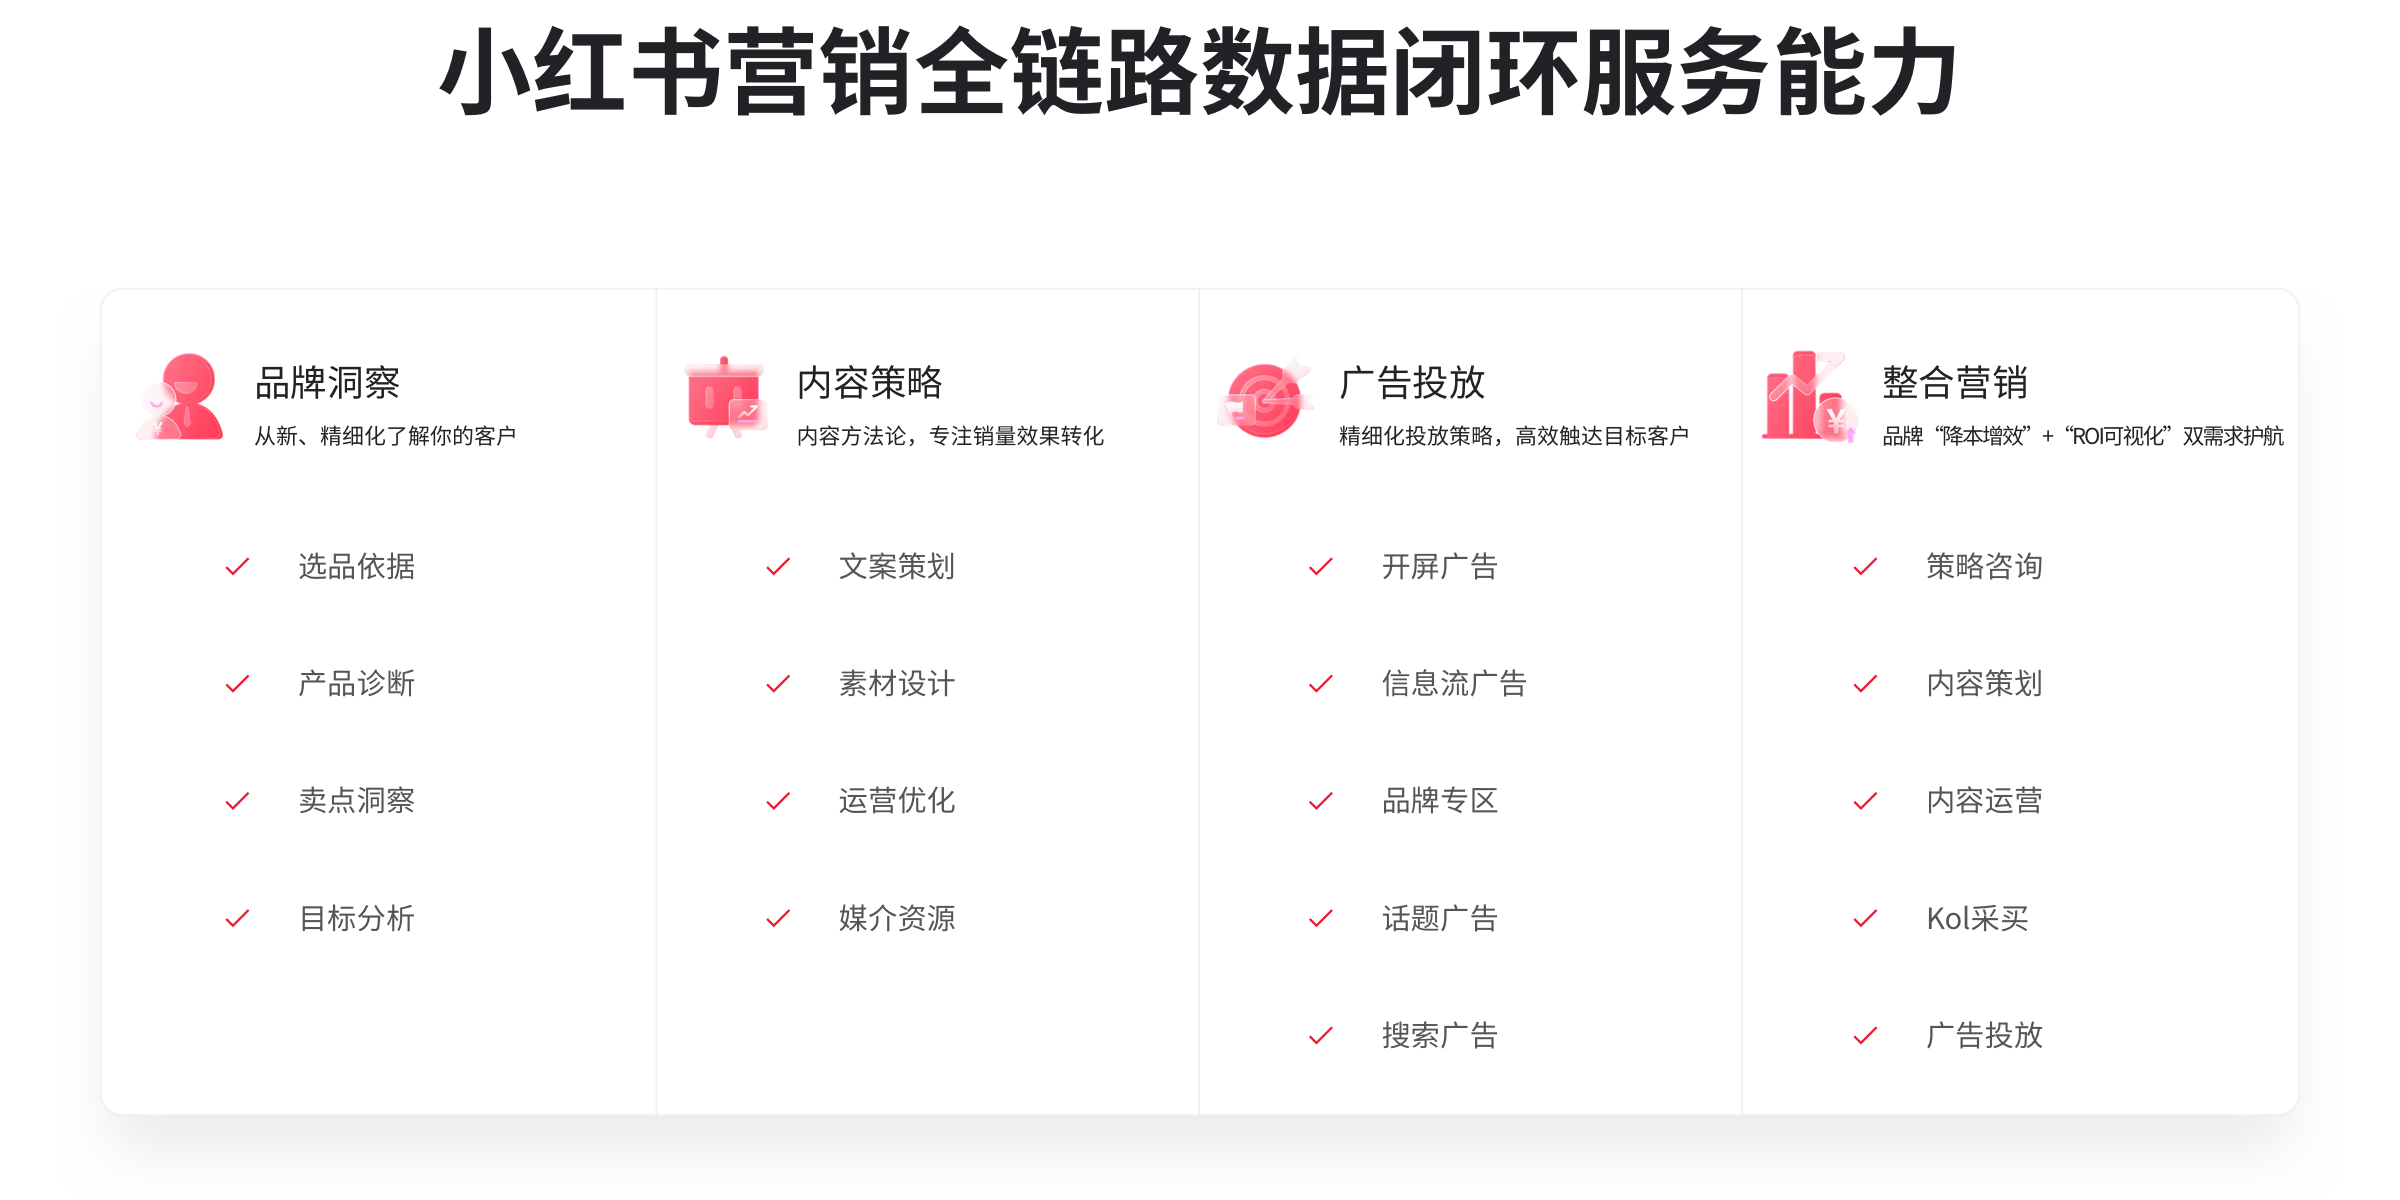 小红书营销全链路数据闭环服务能力
品牌洞察
从新、精细化了解你的客户
选品依据
产品诊断
卖点洞察
目标分析
内容策略
内容方法论，专注销量效果转化
文案策划
素材设计
运营优化
媒介资源
广告投放
精细化投放策略，高效触达目标客户
开屏广告
信息流广告
品牌专区
话题广告
搜索广告
整合营销
品牌“降本增效”+“ROI可视化”双需求护航
策略咨询
内容策划
内容运营
Kol采买
广告投放